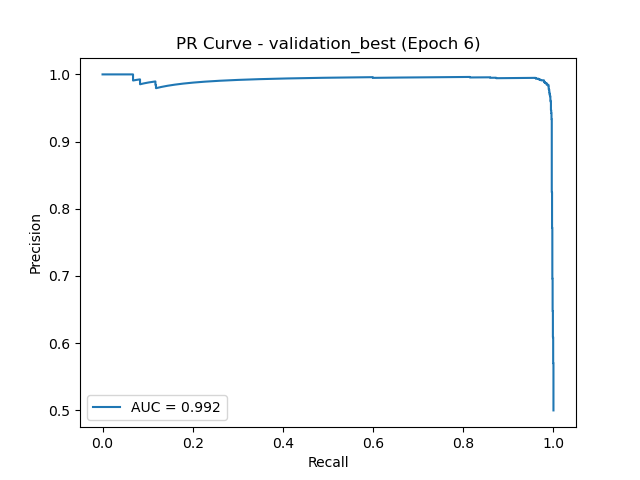 PR Curve - validation_best (Epoch 6)
1.0
0.9
0.8
0.7
0.6
0.5
Precision
AUC = 0.992
0.0 0.2 0.4 0.6 0.8 1.0
Recall